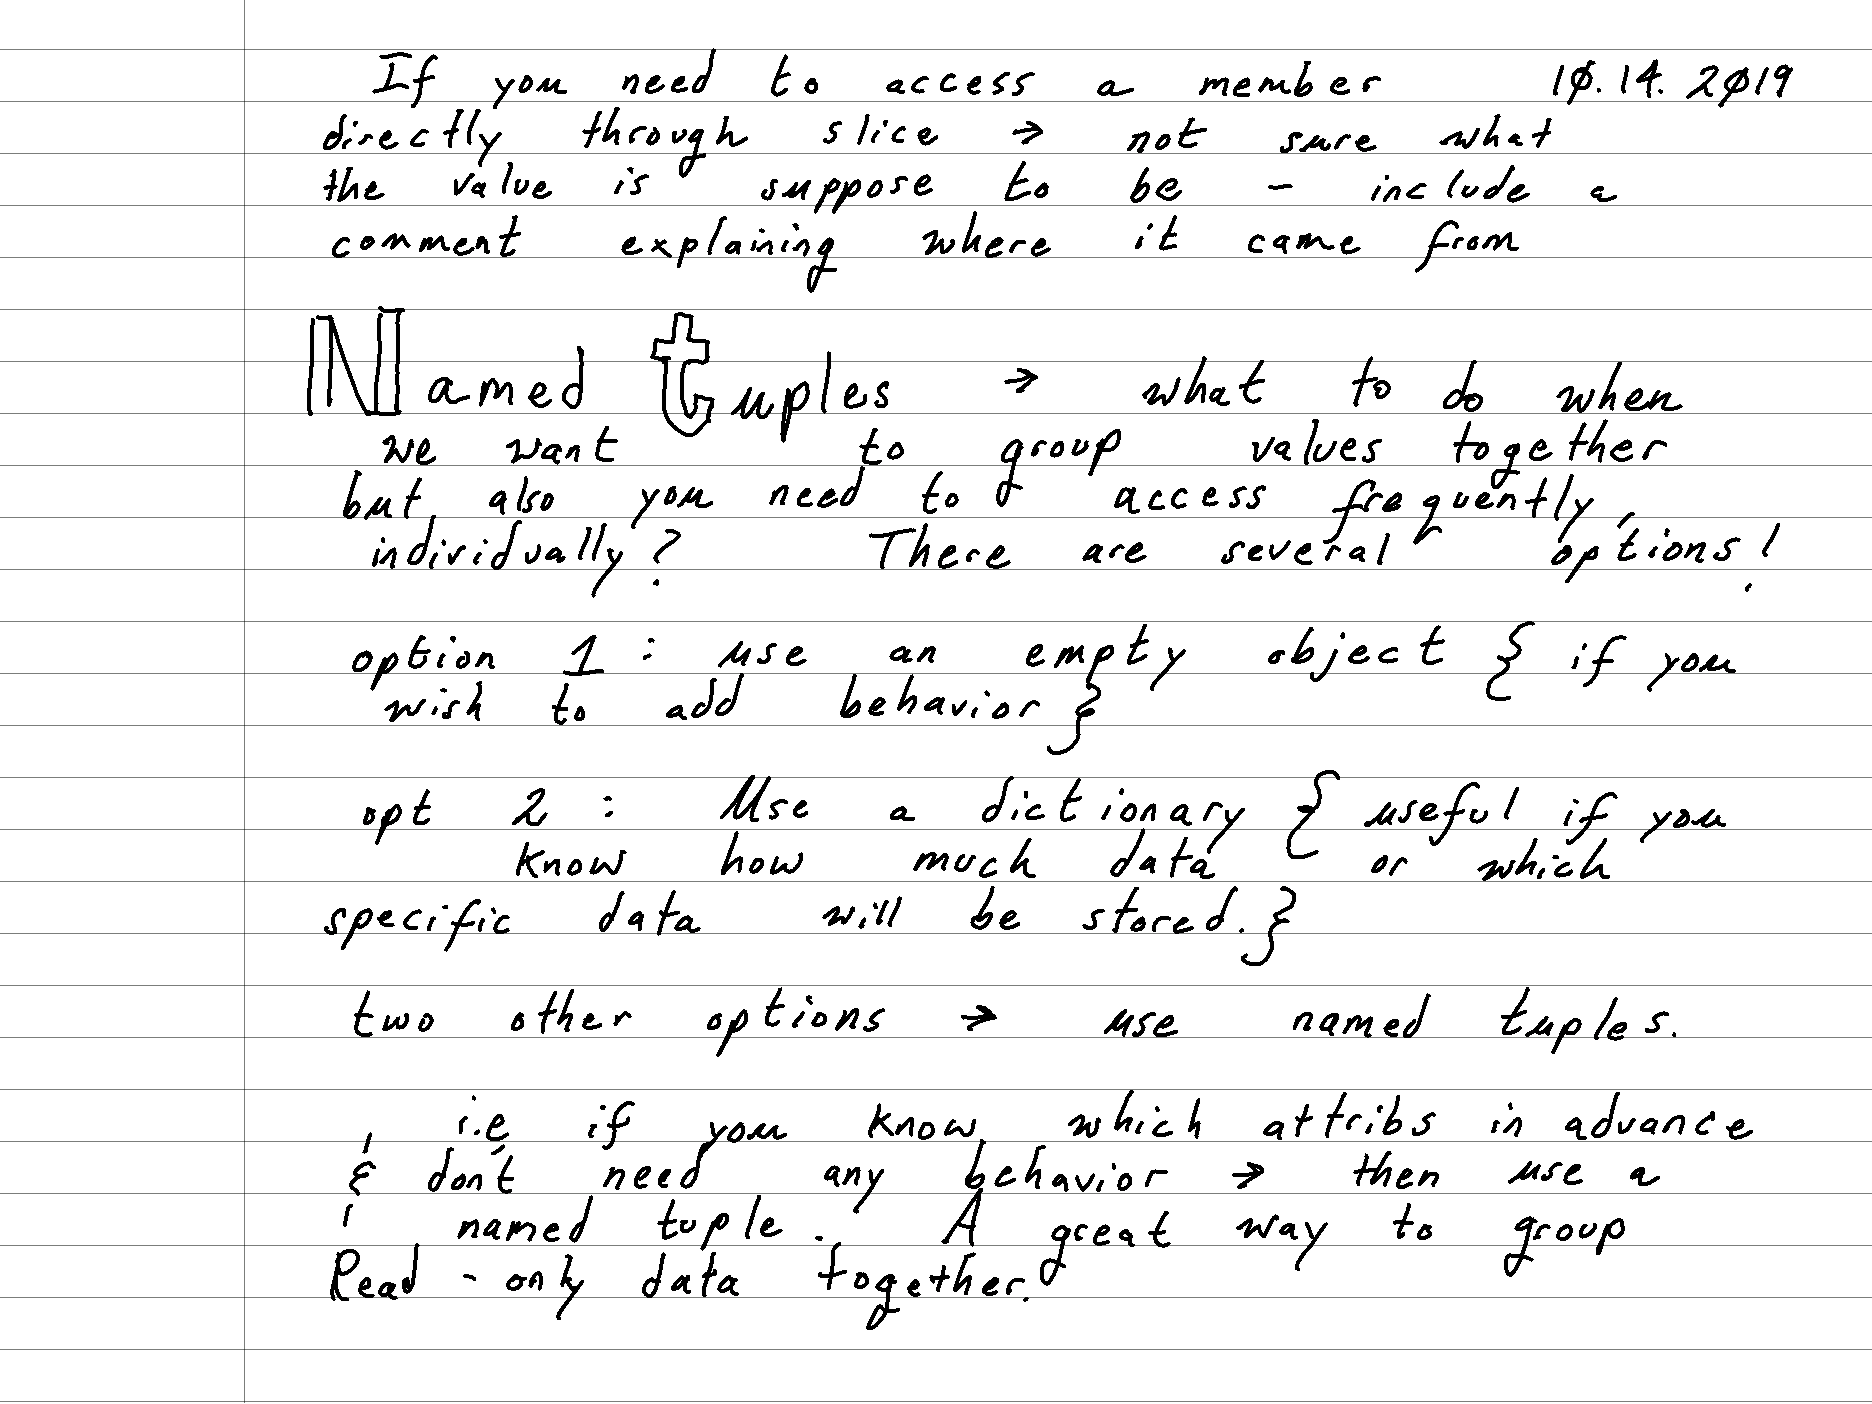 If you need to access a member 10.14.2019
directly through slice → not sure what
the value is suppose to be - include a
comment explaining where it came from
Named tuples → what to do when
we want to group values together
but also you need to access frequently,
individually? There are several options!
option 1: use an empty object { if you
wish to add behavior }
opt 2: Use a dictionary { useful if you
know how much data or which
specific data will be stored. }
two other options → use named tuples.
i.e, if you know which attribs in advance
& don't need any behavior → then use a
named tuple. A great way to group
Read-only data together.